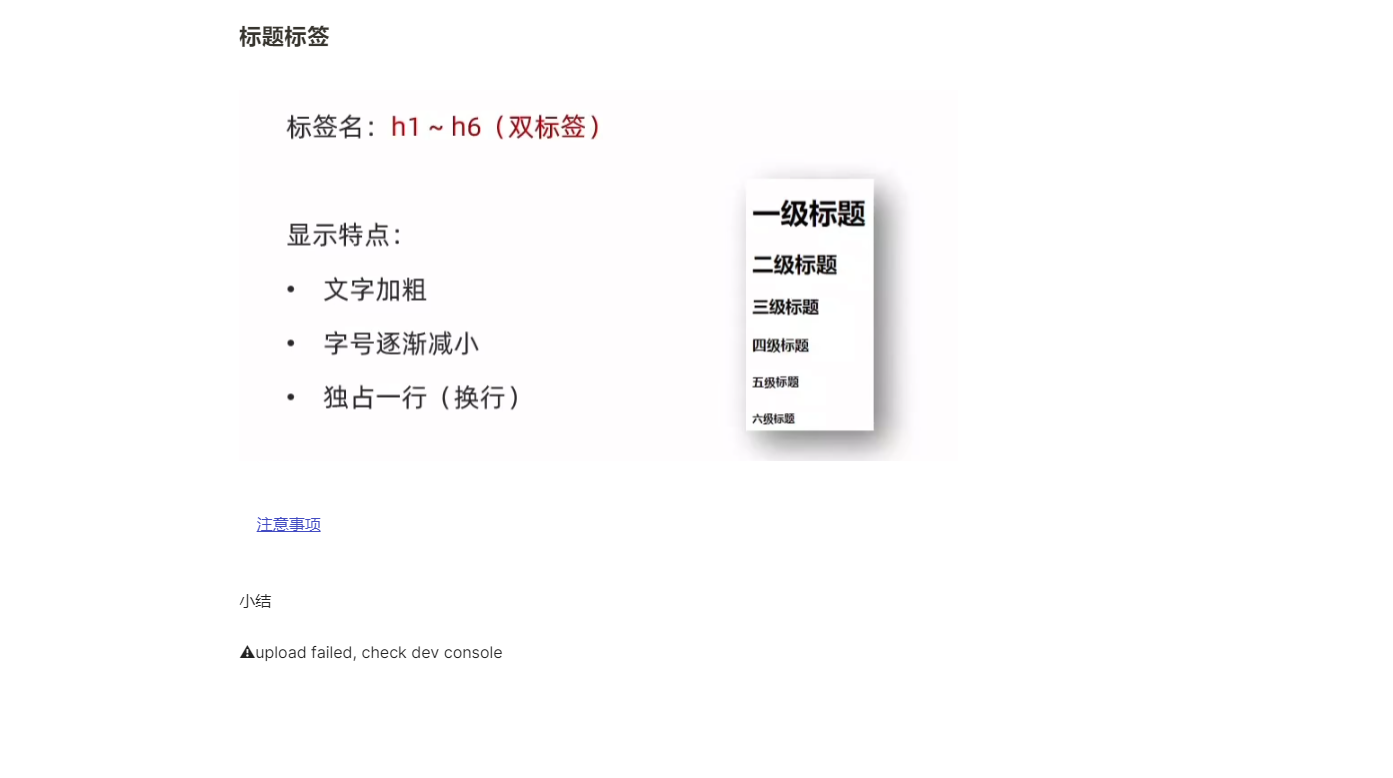 标题标签
标签名：h1 ~ h6（双标签）
显示特点：
• 文字加粗
• 字号逐渐减小
• 独占一行（换行）
一级标题
二级标题
三级标题
四级标题
五级标题
六级标题
注意事项
小结
⚠upload failed, check dev console